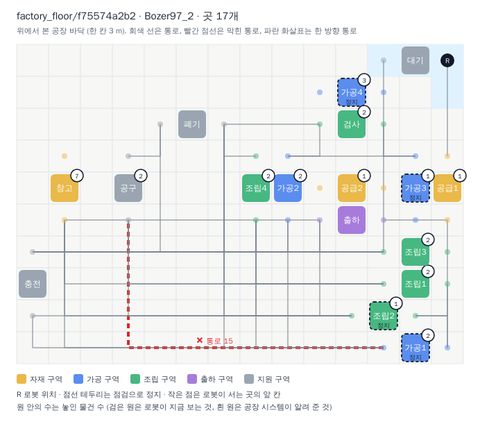 factory_floor/f75574a2b2 · Bozer97_2 · 곳 17개
위에서 본 공장 바닥 (한 칸 3 m). 회색 선은 통로, 빨간 점선은 막힌 통로, 파란 화살표는 한 방향 통로
대기
R
가공4
3
정지
검사
2
폐기
창고
7
공구
2
조립4
2
가공2
2
공급2
1
가공3
1
정지
공급1
1
출하
조립3
2
충전
조립1
2
조립2
1
정지
✕ 통로 15
가공1
2
정지
자재 구역
가공 구역
조립 구역
출하 구역
지원 구역
R 로봇 위치 · 점선 테두리는 점검으로 정지 · 작은 점은 로봇이 서는 곳의 앞 칸
원 안의 수는 놓인 물건 수 (검은 원은 로봇이 지금 보는 것, 흰 원은 공장 시스템이 알려 준 것)